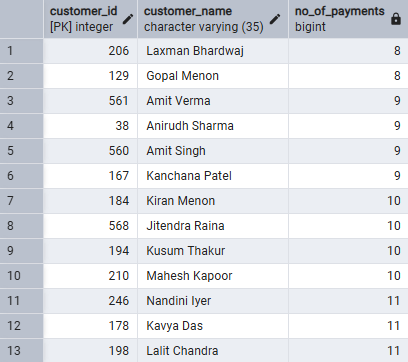 customer_id customer_name no_of_payments
[PK] integer character varying (35) bigint
1 206 Laxman Bhardwaj 8
2 129 Gopal Menon 8
3 561 Amit Verma 9
4 38 Anirudh Sharma 9
5 560 Amit Singh 9
6 167 Kanchana Patel 9
7 184 Kiran Menon 10
8 568 Jitendra Raina 10
9 194 Kusum Thakur 10
10 210 Mahesh Kapoor 10
11 246 Nandini Iyer 11
12 178 Kavya Das 11
13 198 Lalit Chandra 11